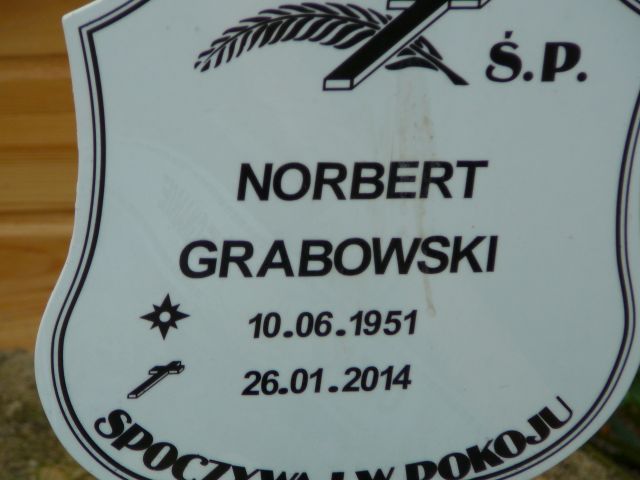 Ś.P.
NORBERT
GRABOWSKI
10.06.1951
26.01.2014
SPOCZYWAJ W POKOJU